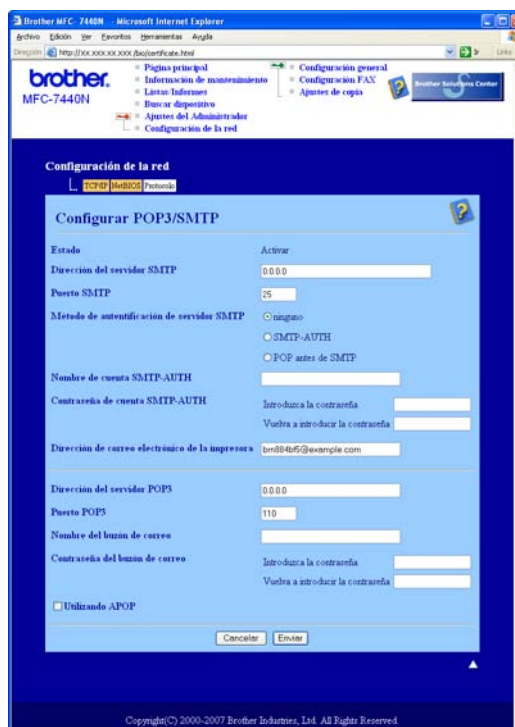 Brother MFC- 7440N - Microsoft Internet Explorer
Archivo Edición Ver Favoritos Herramientas Ayuda
Dirección http://xx.xxx.xx.xxx /bio/certificate.html Links
brother.
MFC-7440N
Página principal
Información de mantenimiento
Listas/Informes
Buscar dispositivo
Ajustes del Administrador
Configuración de la red
Configuración general
Configuración FAX
Ajustes de copia
Brother Solutions Center
Configuración de la red
TCP/IP NetBIOS Protocolo
Configurar POP3/SMTP
Estado Activar
Dirección del servidor SMTP 0.0.0.0
Puerto SMTP 25
Método de autentificación de servidor SMTP ninguno
SMTP-AUTH
POP antes de SMTP
Nombre de cuenta SMTP-AUTH
Contraseña de cuenta SMTP-AUTH Introduzca la contraseña
Vuelva a introducir la contraseña
Dirección de correo electrónico de la impresora brn884bf5@example.com
Dirección del servidor POP3 0.0.0.0
Puerto POP3 110
Nombre del buzón de correo
Contraseña del buzón de correo Introduzca la contraseña
Vuelva a introducir la contraseña
Utilizando APOP
Cancelar Enviar
Copyright(C) 2000-2007 Brother Industries, Ltd. All Rights Reserved.